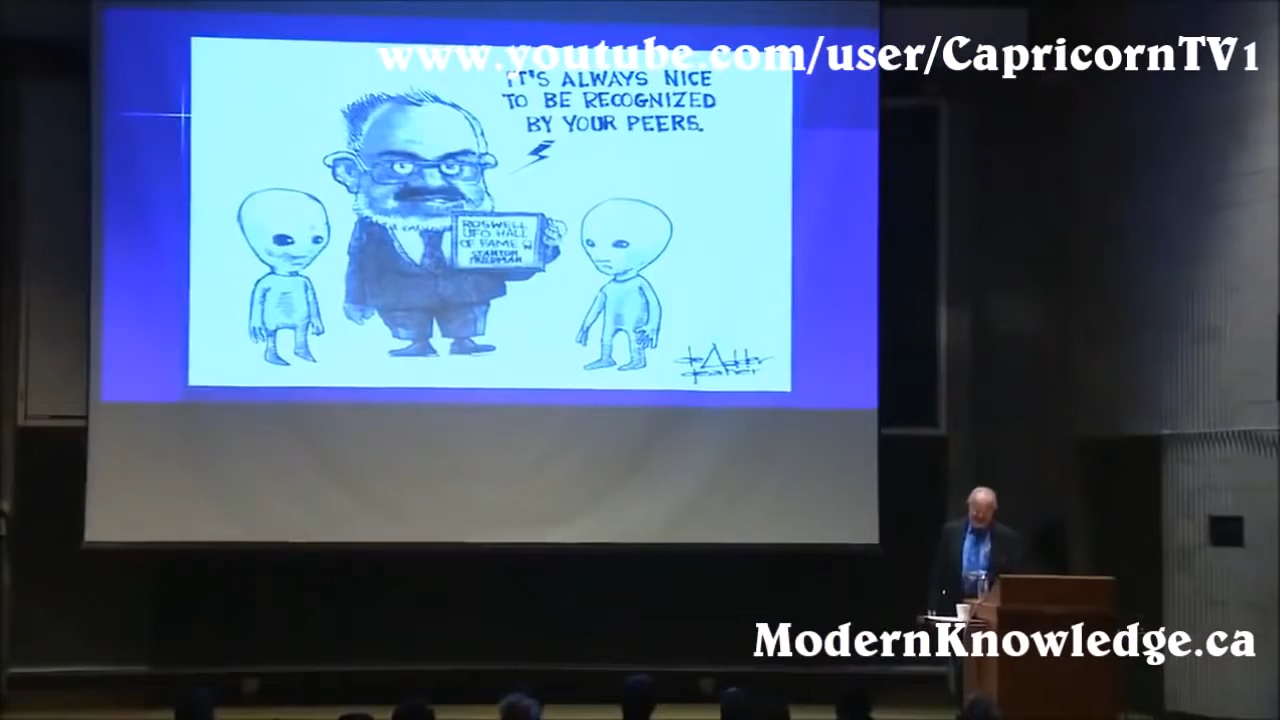 www.youtube.com/user/CapricornTV1
IT'S ALWAYS NICE
TO BE RECOGNIZED
BY YOUR PEERS.
ROSWELL
UFO HALL
OF FAME
STANTON
FRIEDMAN
ModernKnowledge.ca